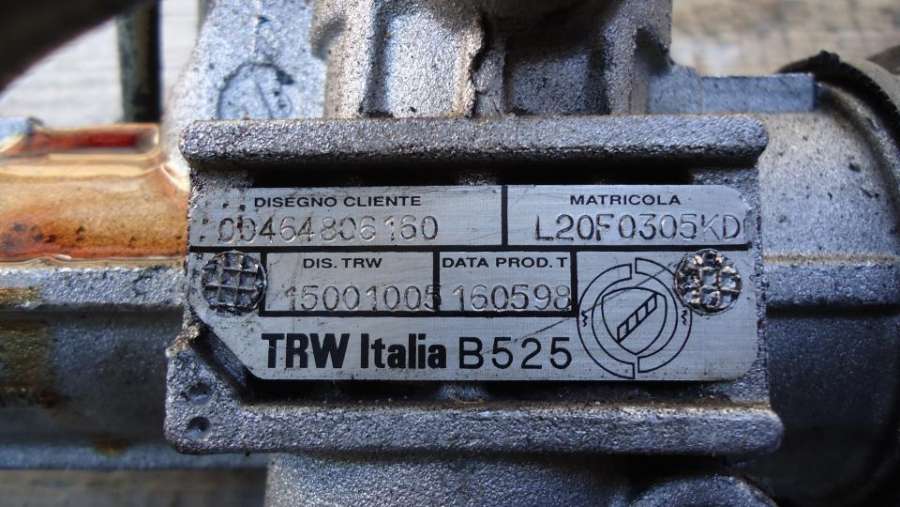 DISEGNO CLIENTE MATRICOLA
00464806160 L20F0305KD
DIS. TRW DATA PROD. T
15001005 160598
TRW Italia B525